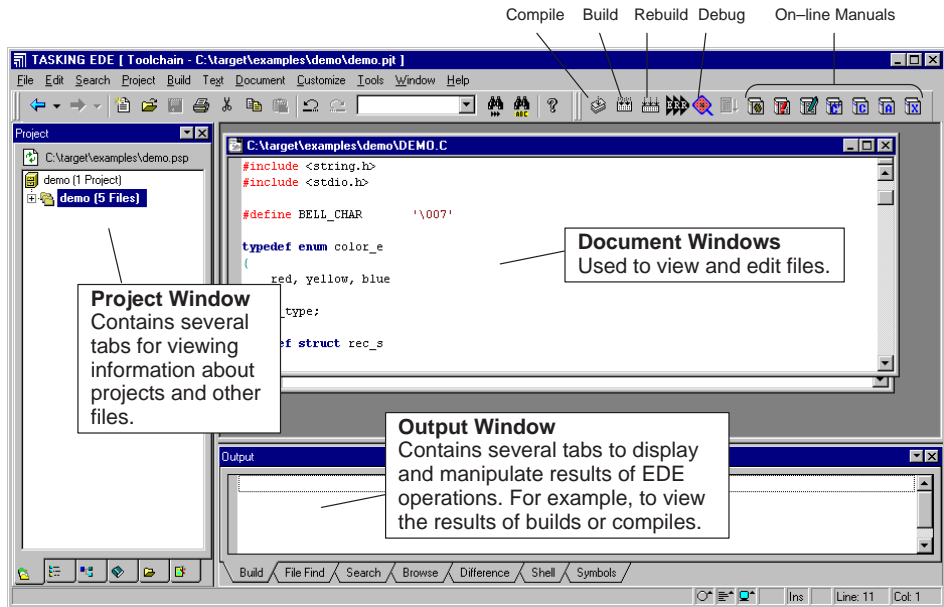 Compile Build Rebuild Debug On–line Manuals
TASKING EDE [ Toolchain - C:\target\examples\demo\demo.pjt ]
File Edit Search Project Build Text Document Customize Tools Window Help
Project
C:\target\examples\demo.psp
demo (1 Project)
demo (5 Files)
C:\target\examples\demo\DEMO.C
#include <string.h>
#include <stdio.h>
#define BELL_CHAR '\007'
typedef enum color_e
{
red, yellow, blue
_type;
ef struct rec_s
Document Windows
Used to view and edit files.
Project Window
Contains several
tabs for viewing
information about
projects and other
files.
Output Window
Contains several tabs to display
and manipulate results of EDE
operations. For example, to view
the results of builds or compiles.
Output
Build File Find Search Browse Difference Shell Symbols
Ins Line: 11 Col: 1